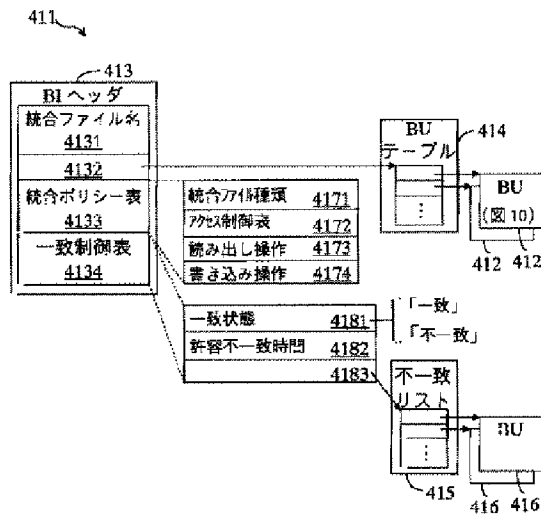 411
413
BIヘッダ
統合ファイル名
4131
4132
統合ポリシー表
4133
一致制御表
4134
統合ファイル種類 4171
アクセス制御表 4172
読み出し操作 4173
書き込み操作 4174
BU
テーブル
414
⋮
BU
(図10)
412
412
一致状態 4181
許容不一致時間 4182
4183
「一致」
「不一致」
不一致
リスト
⋮
415
BU
416
416